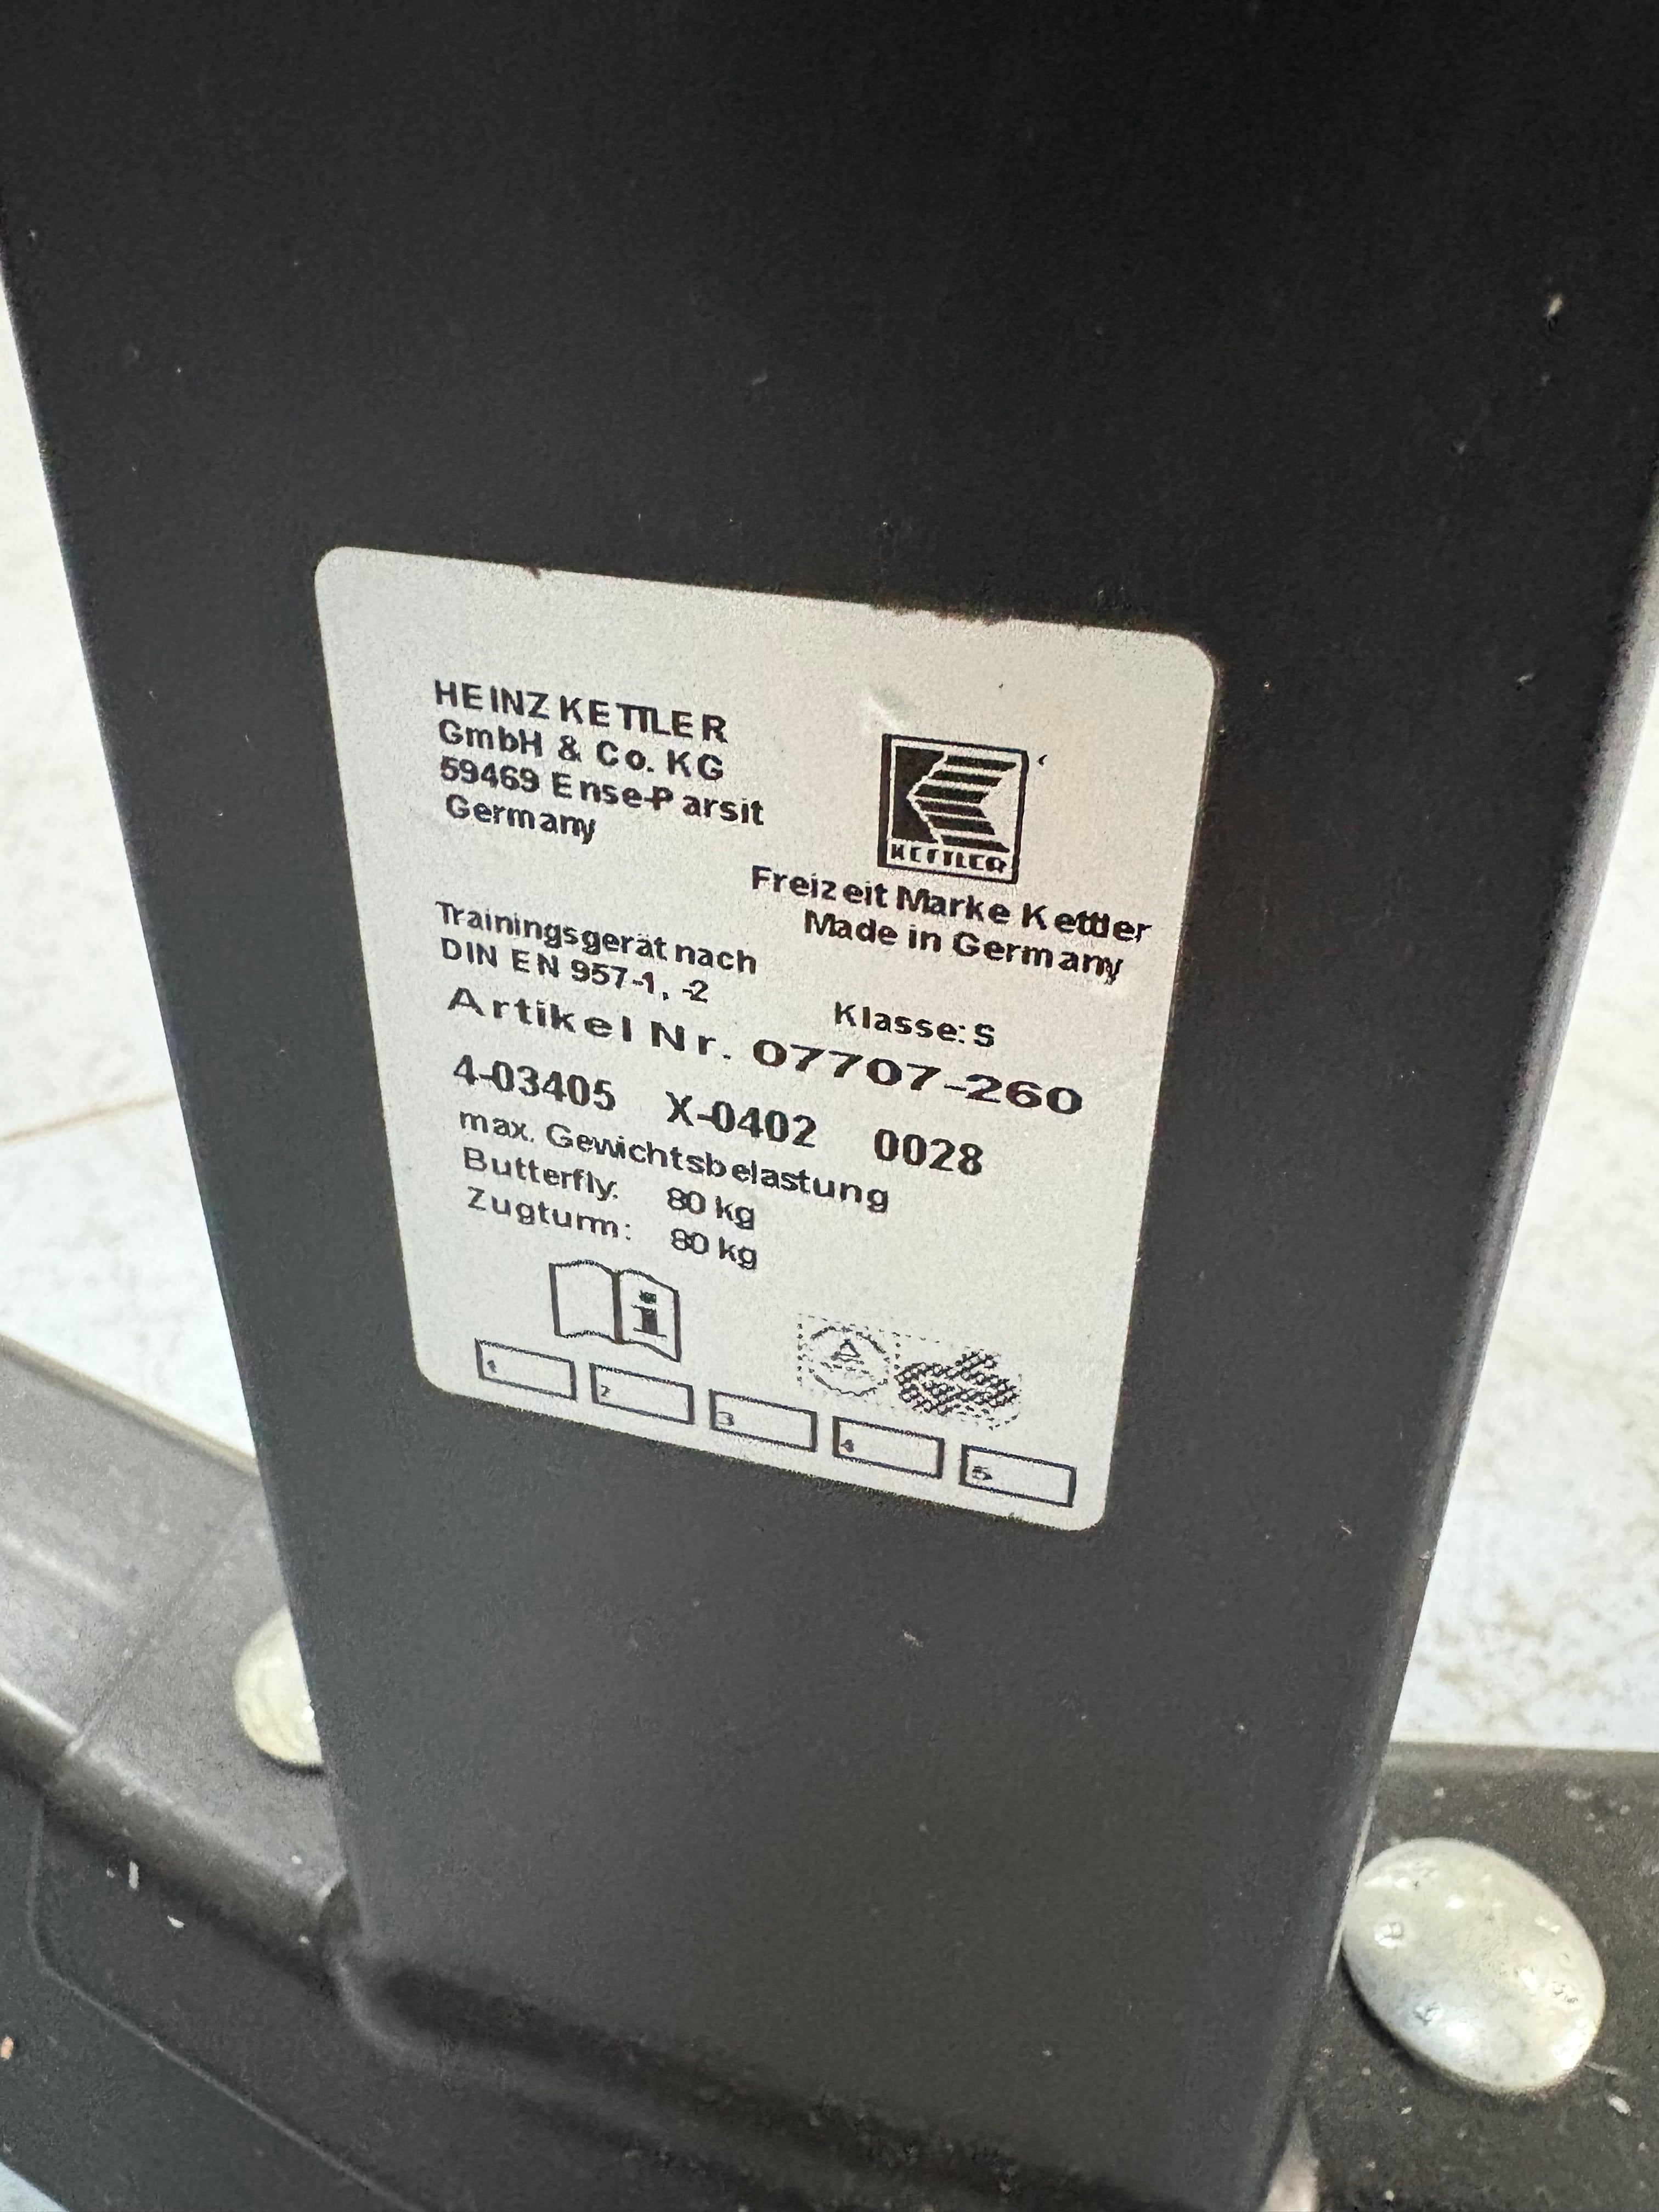 HEINZ KETTLER
GmbH & Co. KG
59469 Ense-Parsit
Germany
KETTLER
Freizeit Marke Kettler
Made in Germany
Trainingsgerät nach
DIN EN 957-1, -2
Klasse: S
Artikel Nr. 07707-260
4-03405 X-0402 0028
max. Gewichtsbelastung
Butterfly: 80 kg
Zugturm: 80 kg
i
1 2 3 4 5